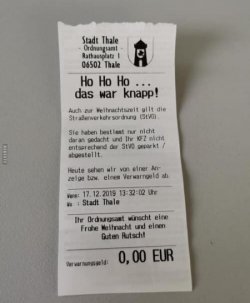 Stadt Thale
- Ordnungsamt -
Rathausplatz 1
06502 Thale
Ho Ho Ho ...
das war knapp!
Auch zur Weihnachtszeit gilt die
Straßenverkehrsordnung (StVO).
Sie haben bestimmt nur nicht
daran gedacht und Ihr KFZ nicht
entsprechend der StVO geparkt /
abgestellt.
Heute sehen wir von einer An-
zeige bzw. einem Verwarngeld ab.
Wann: 17.12.2019 13:32:02 Uhr
Wo : Stadt Thale
Ihr Ordnungsamt wünscht eine
Frohe Weihnacht und einen
Guten Rutsch!
Verwarnungsgeld: 0,00 EUR